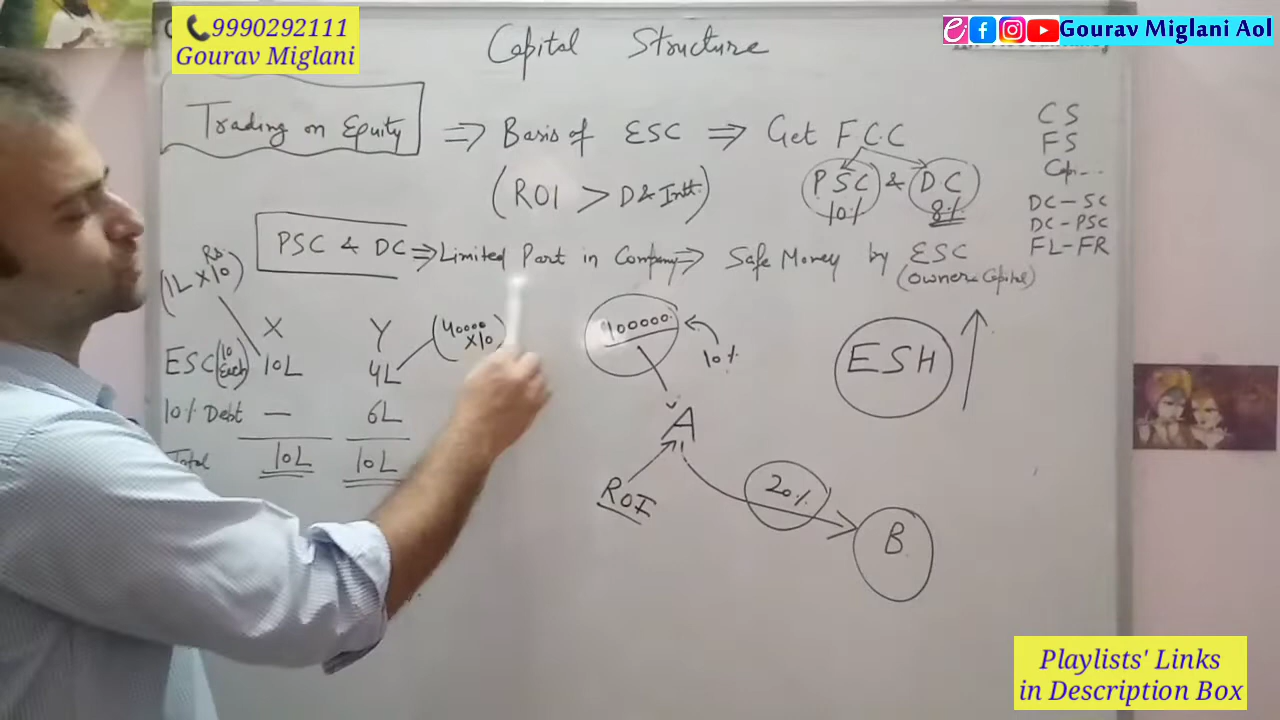 📞9990292111
Gourav Miglani
Gourav Miglani Aol
Capital Structure
Trading on Equity ⇒ Basis of ESC ⇒ Get FCC
(ROI > D & Intt.)
PSC & DC
10% 8%
CS
FS
Cap...
DC-SC
DC-PSC
FL-FR
PSC & DC ⇒ Limited Part in Company ⇒ Safe Money by ESC
(owners Capital)
(1L x 10) Rs.
X Y (40000 x10)
ESC (10 Each) 10L 4L
10% Debt — 6L
Total 10L 10L
400000
10%
A
ROI
20%
B
ESH
Playlists' Links
in Description Box